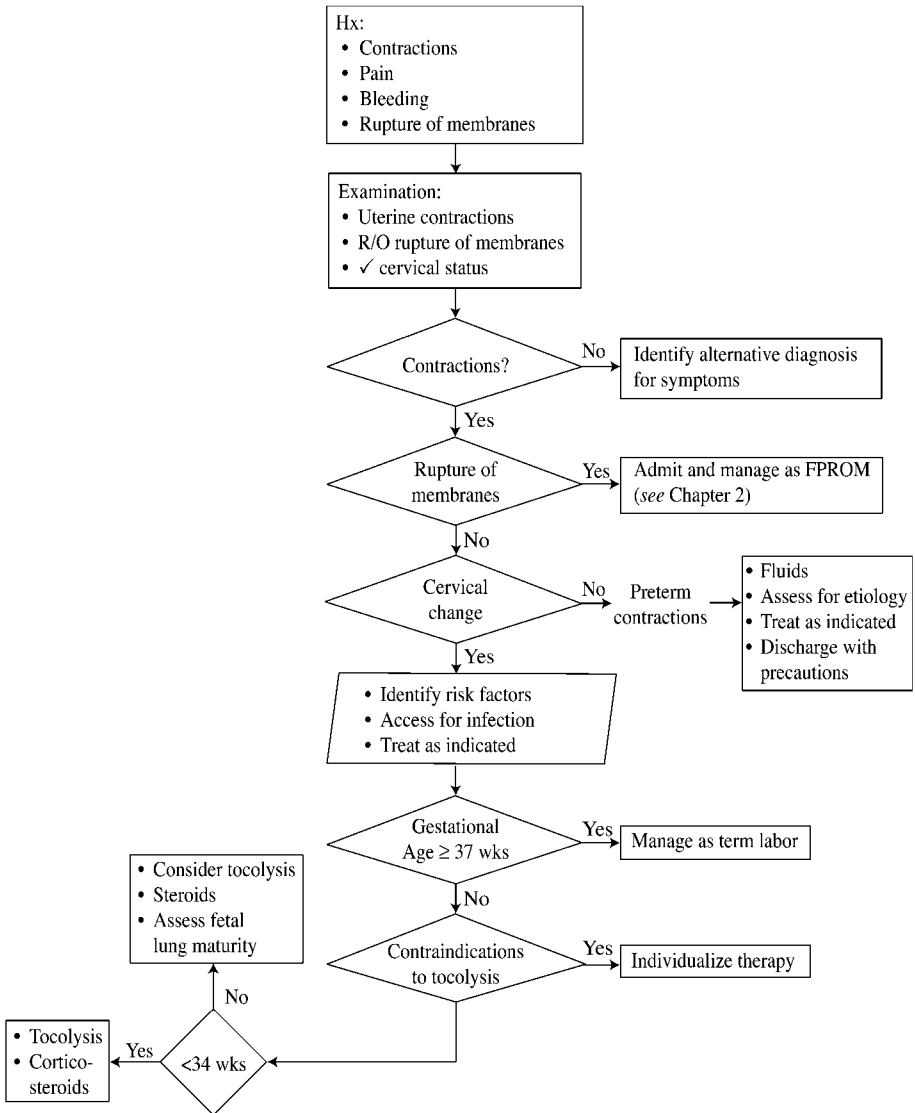 Hx:
• Contractions
• Pain
• Bleeding
• Rupture of membranes
Examination:
• Uterine contractions
• R/O rupture of membranes
• ✓ cervical status
Contractions?
No
Identify alternative diagnosis
for symptoms
Yes
Rupture of
membranes
Yes
Admit and manage as FPROM
(see Chapter 2)
No
Cervical
change
No
Preterm
contractions
• Fluids
• Assess for etiology
• Treat as indicated
• Discharge with
precautions
Yes
• Identify risk factors
• Access for infection
• Treat as indicated
Gestational
Age ≥ 37 wks
Yes
Manage as term labor
No
Contraindications
to tocolysis
Yes
Individualize therapy
• Consider tocolysis
• Steroids
• Assess fetal
lung maturity
No
<34 wks
Yes
• Tocolysis
• Cortico-
steroids